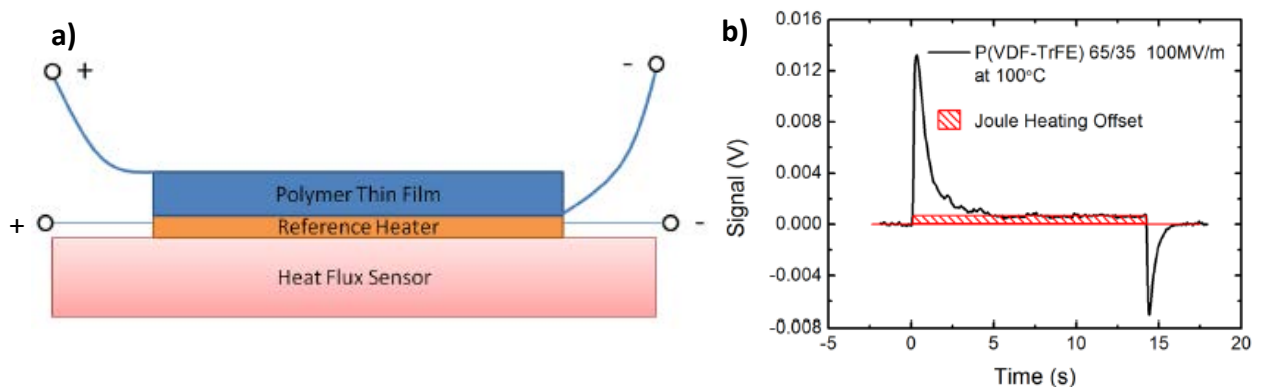 a)
+
-
Polymer Thin Film
+
Reference Heater
-
Heat Flux Sensor
b)
0.016
0.012
0.008
0.004
0.000
-0.004
-0.008
Signal (V)
P(VDF-TrFE) 65/35 100MV/m
at 100°C
Joule Heating Offset
-5
0
5
10
15
20
Time (s)